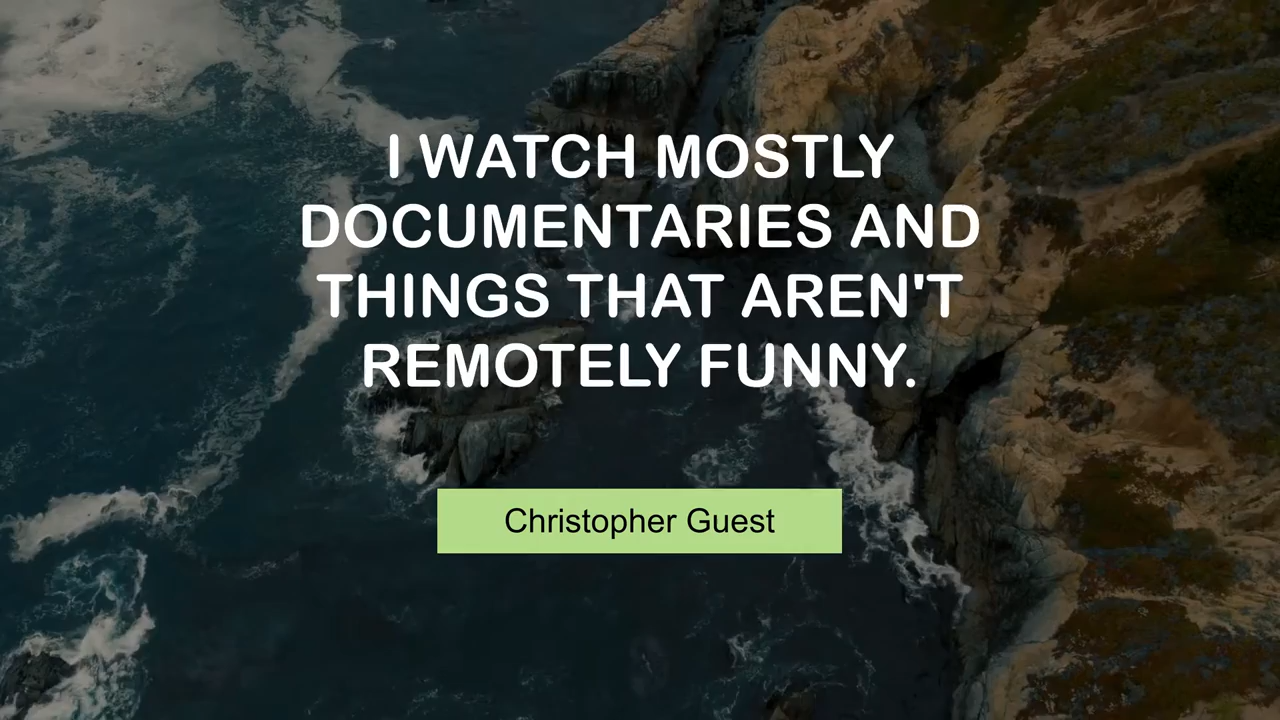 I WATCH MOSTLY
DOCUMENTARIES AND
THINGS THAT AREN'T
REMOTELY FUNNY.
Christopher Guest